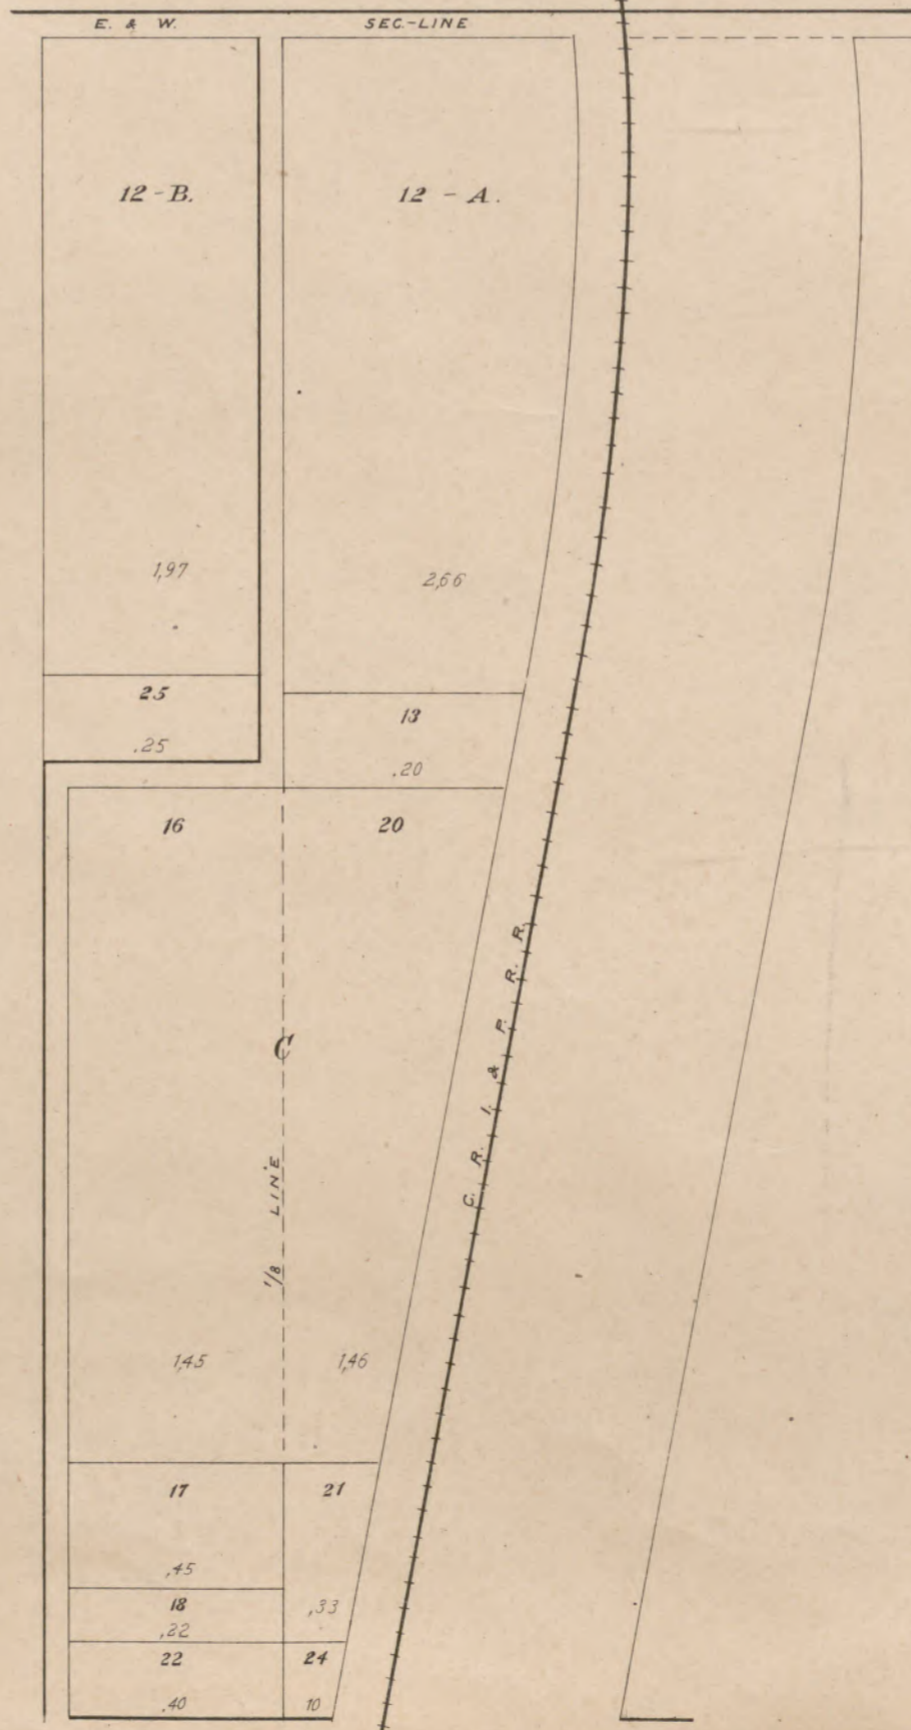 E. & W. SEC.-LINE
12 - B. 12 - A.
1,97 2,66
25
.25
13
.20
16 20
C
C. R. I. & P. R. R.
1/8 LINE
1,45 1,46
17 21
,45
18
,33
,22
22 24
.40 10